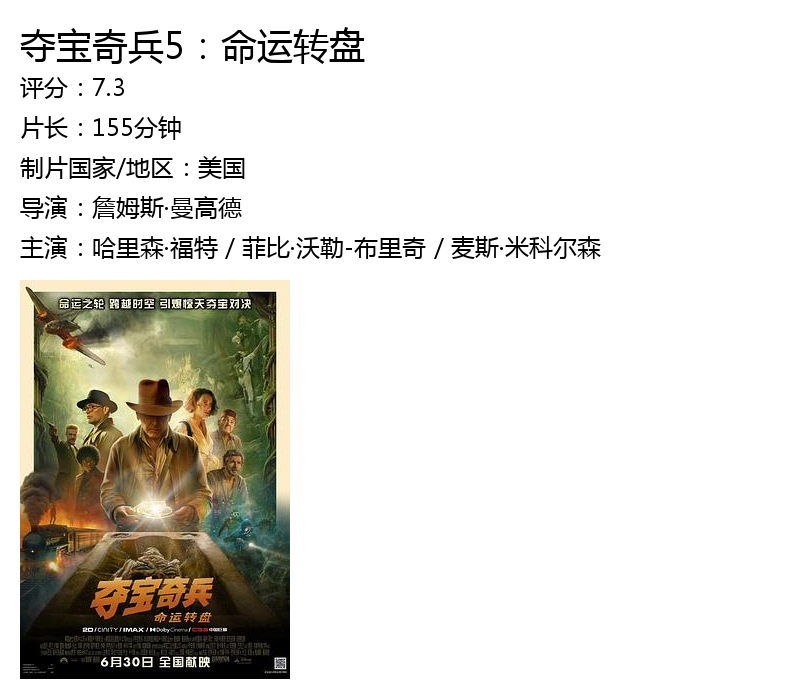 夺宝奇兵5：命运转盘
评分：7.3
片长：155分钟
制片国家/地区：美国
导演：詹姆斯·曼高德
主演：哈里森·福特 / 菲比·沃勒-布里奇 / 麦斯·米科尔森
命运之轮 跨越时空 引爆惊天夺宝对决
夺宝奇兵
命运转盘
2D / CINITY / IMAX / DolbyCinema /
6月30日 全国献映